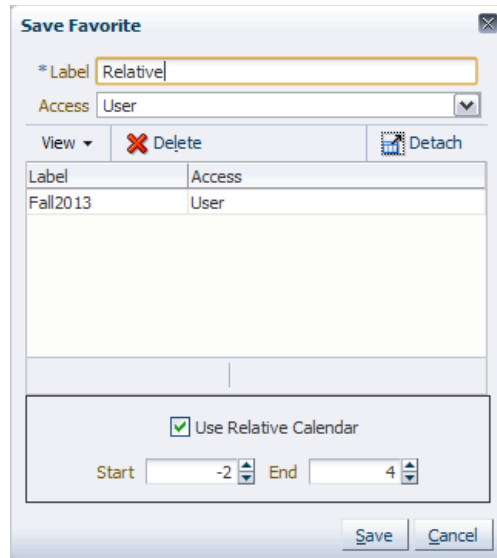 Save Favorite
* Label Relative
Access User
View Delete Detach
Label Access
Fall2013 User
Use Relative Calendar
Start -2 End 4
Save Cancel